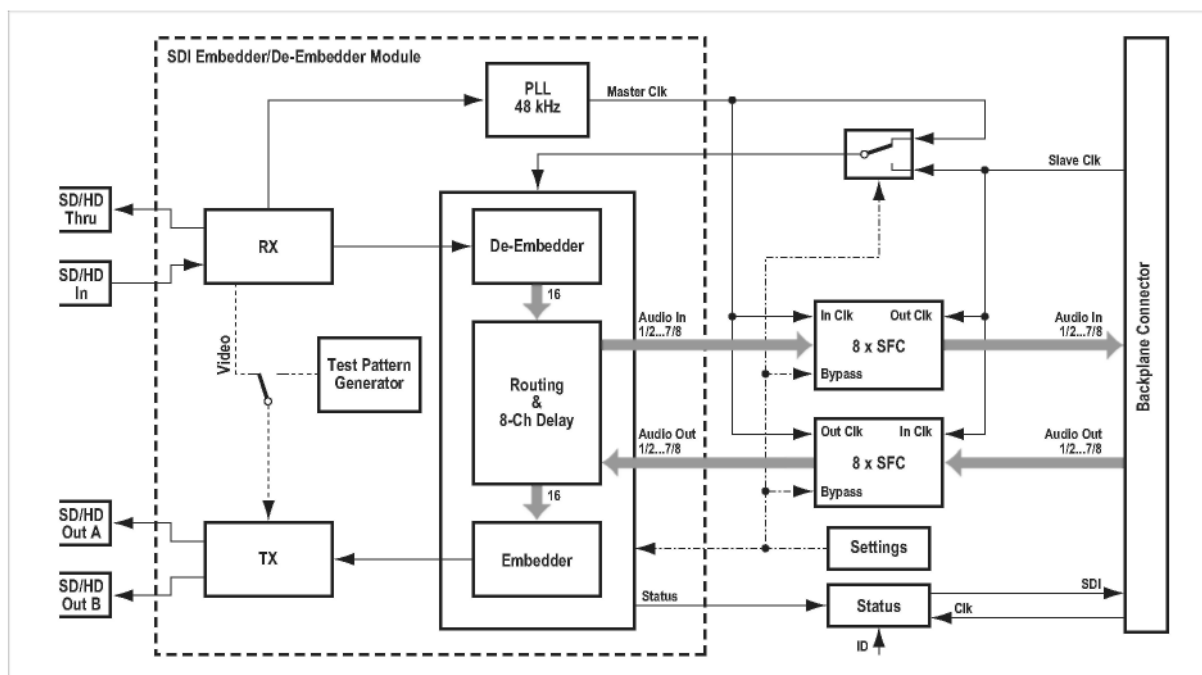 SDI Embedder/De-Embedder Module
PLL
48 kHz
Master Clk
Slave Clk
SD/HD
Thru
SD/HD
In
RX
De-Embedder
16
Video
Test Pattern
Generator
Routing
&
8-Ch Delay
Audio In
1/2...7/8
In Clk
Out Clk
8 x SFC
Bypass
Audio In
1/2...7/8
Audio Out
1/2...7/8
Out Clk
In Clk
8 x SFC
Bypass
Audio Out
1/2...7/8
Backplane Connector
16
SD/HD
Out A
SD/HD
Out B
TX
Embedder
Settings
Status
Status
SDI
Clk
ID